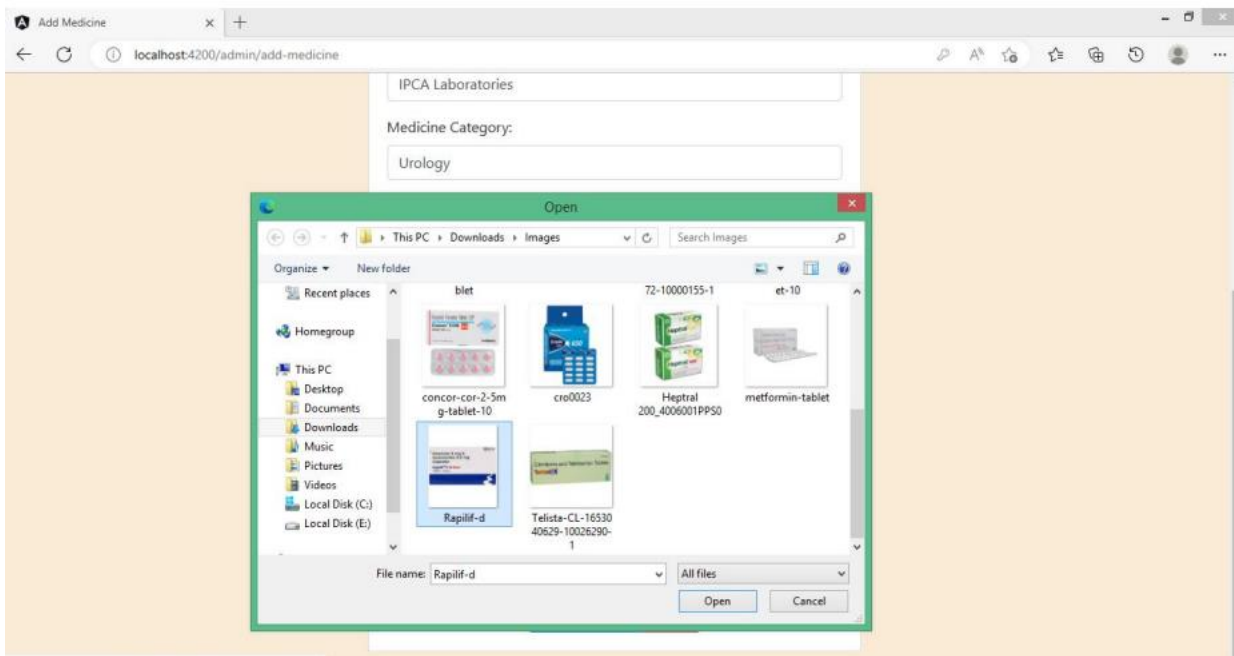 Add Medicine
localhost:4200/admin/add-medicine
IPCA Laboratories
Medicine Category:
Urology
Open
This PC Downloads Images
Search Images
Organize New folder
Recent places
Homegroup
This PC
Desktop
Documents
Downloads
Music
Pictures
Videos
Local Disk (C:)
Local Disk (E:)
blet
72-10000155-1
et-10
concor-cor-2-5m
g-tablet-10
cro0023
Heptral
200_4006001PPS0
metformin-tablet
Rapilif-d
Telista-CL-16530
40629-10026290-
1
File name: Rapilif-d
All files
Open Cancel